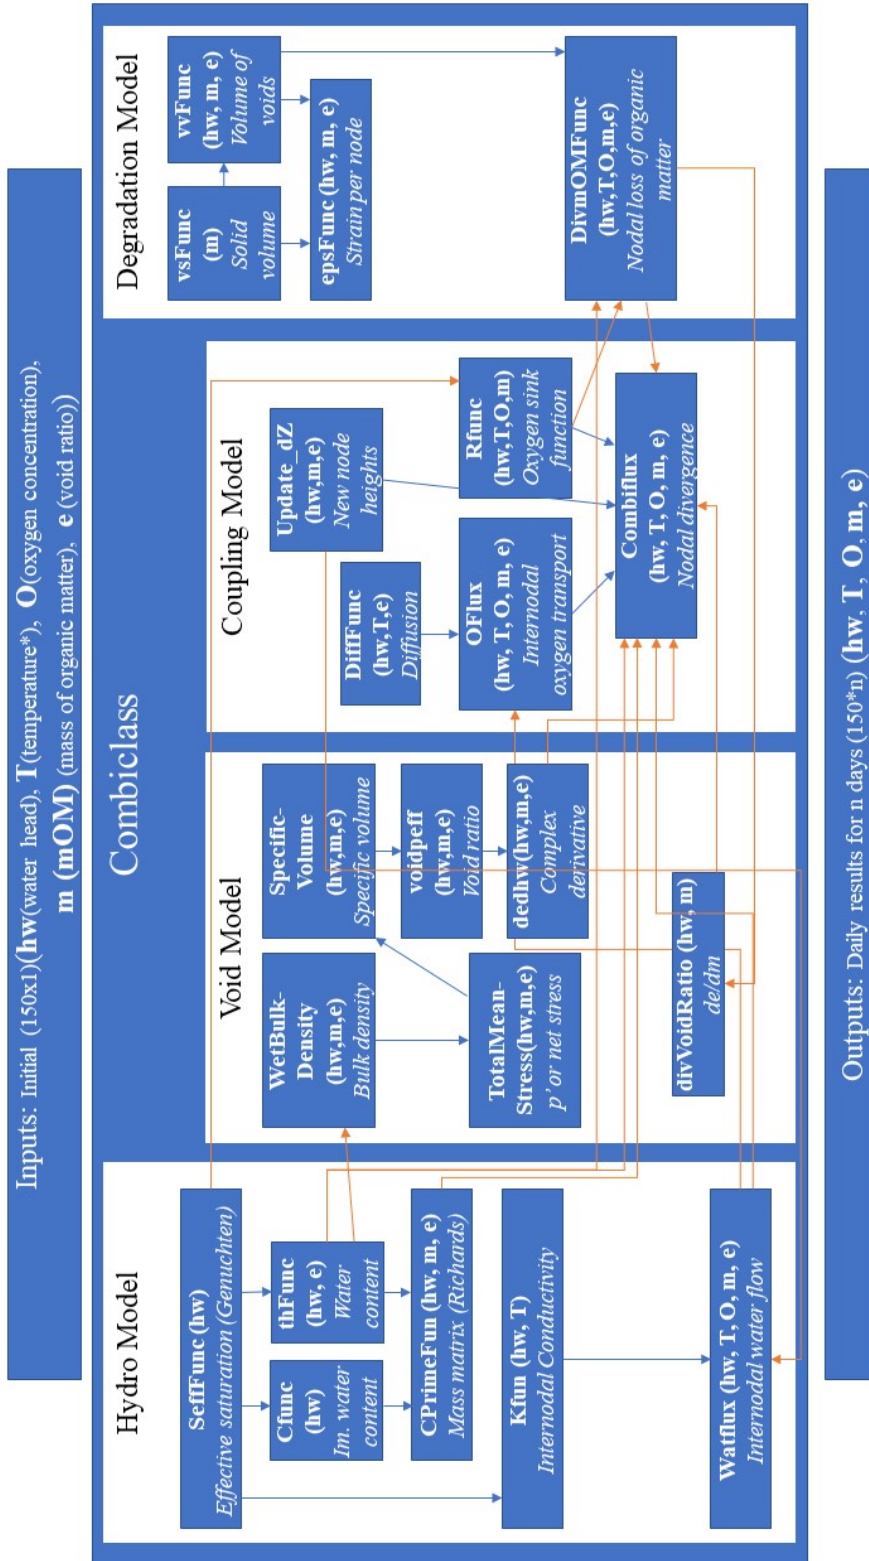 Inputs: Initial (150x1)(hw(water head), T(temperature*), O(oxygen concentration),
m (mOM) (mass of organic matter), e (void ratio))
Combiclass
Hydro Model
SeffFunc (hw)
Effective saturation (Genuchten)
Cfunc
(hw)
Im. water
content
thFunc
(hw, e)
Water
content
CPrimeFun (hw, m, e)
Mass matrix (Richards)
Kfun (hw, T)
Internodal Conductivity
Watflux (hw, T, O, m, e)
Internodal water flow
Void Model
WetBulk-
Density
(hw,m,e)
Bulk density
Specific-
Volume
(hw,m,e)
Specific volume
TotalMean-
Stress(hw,m,e)
p' or net stress
voidpeff
(hw,m,e)
Void ratio
dedhw(hw,m,e)
Complex
derivative
divVoidRatio (hw, m)
de/dm
Coupling Model
Update_dZ
(hw,m,e)
New node
heights
DiffFunc
(hw,T,e)
Diffusion
OFlux
(hw, T, O, m, e)
Internodal
oxygen transport
Rfunc
(hw,T,O,m)
Oxygen sink
function
Combiflux
(hw, T, O, m, e)
Nodal divergence
Degradation Model
vsFunc
(m)
Solid
volume
vvFunc
(hw, m, e)
Volume of
voids
epsFunc (hw, m, e)
Strain per node
DivmOMFunc
(hw,T,O,m,e)
Nodal loss of organic
matter
Outputs: Daily results for n days (150*n) (hw, T, O, m, e)